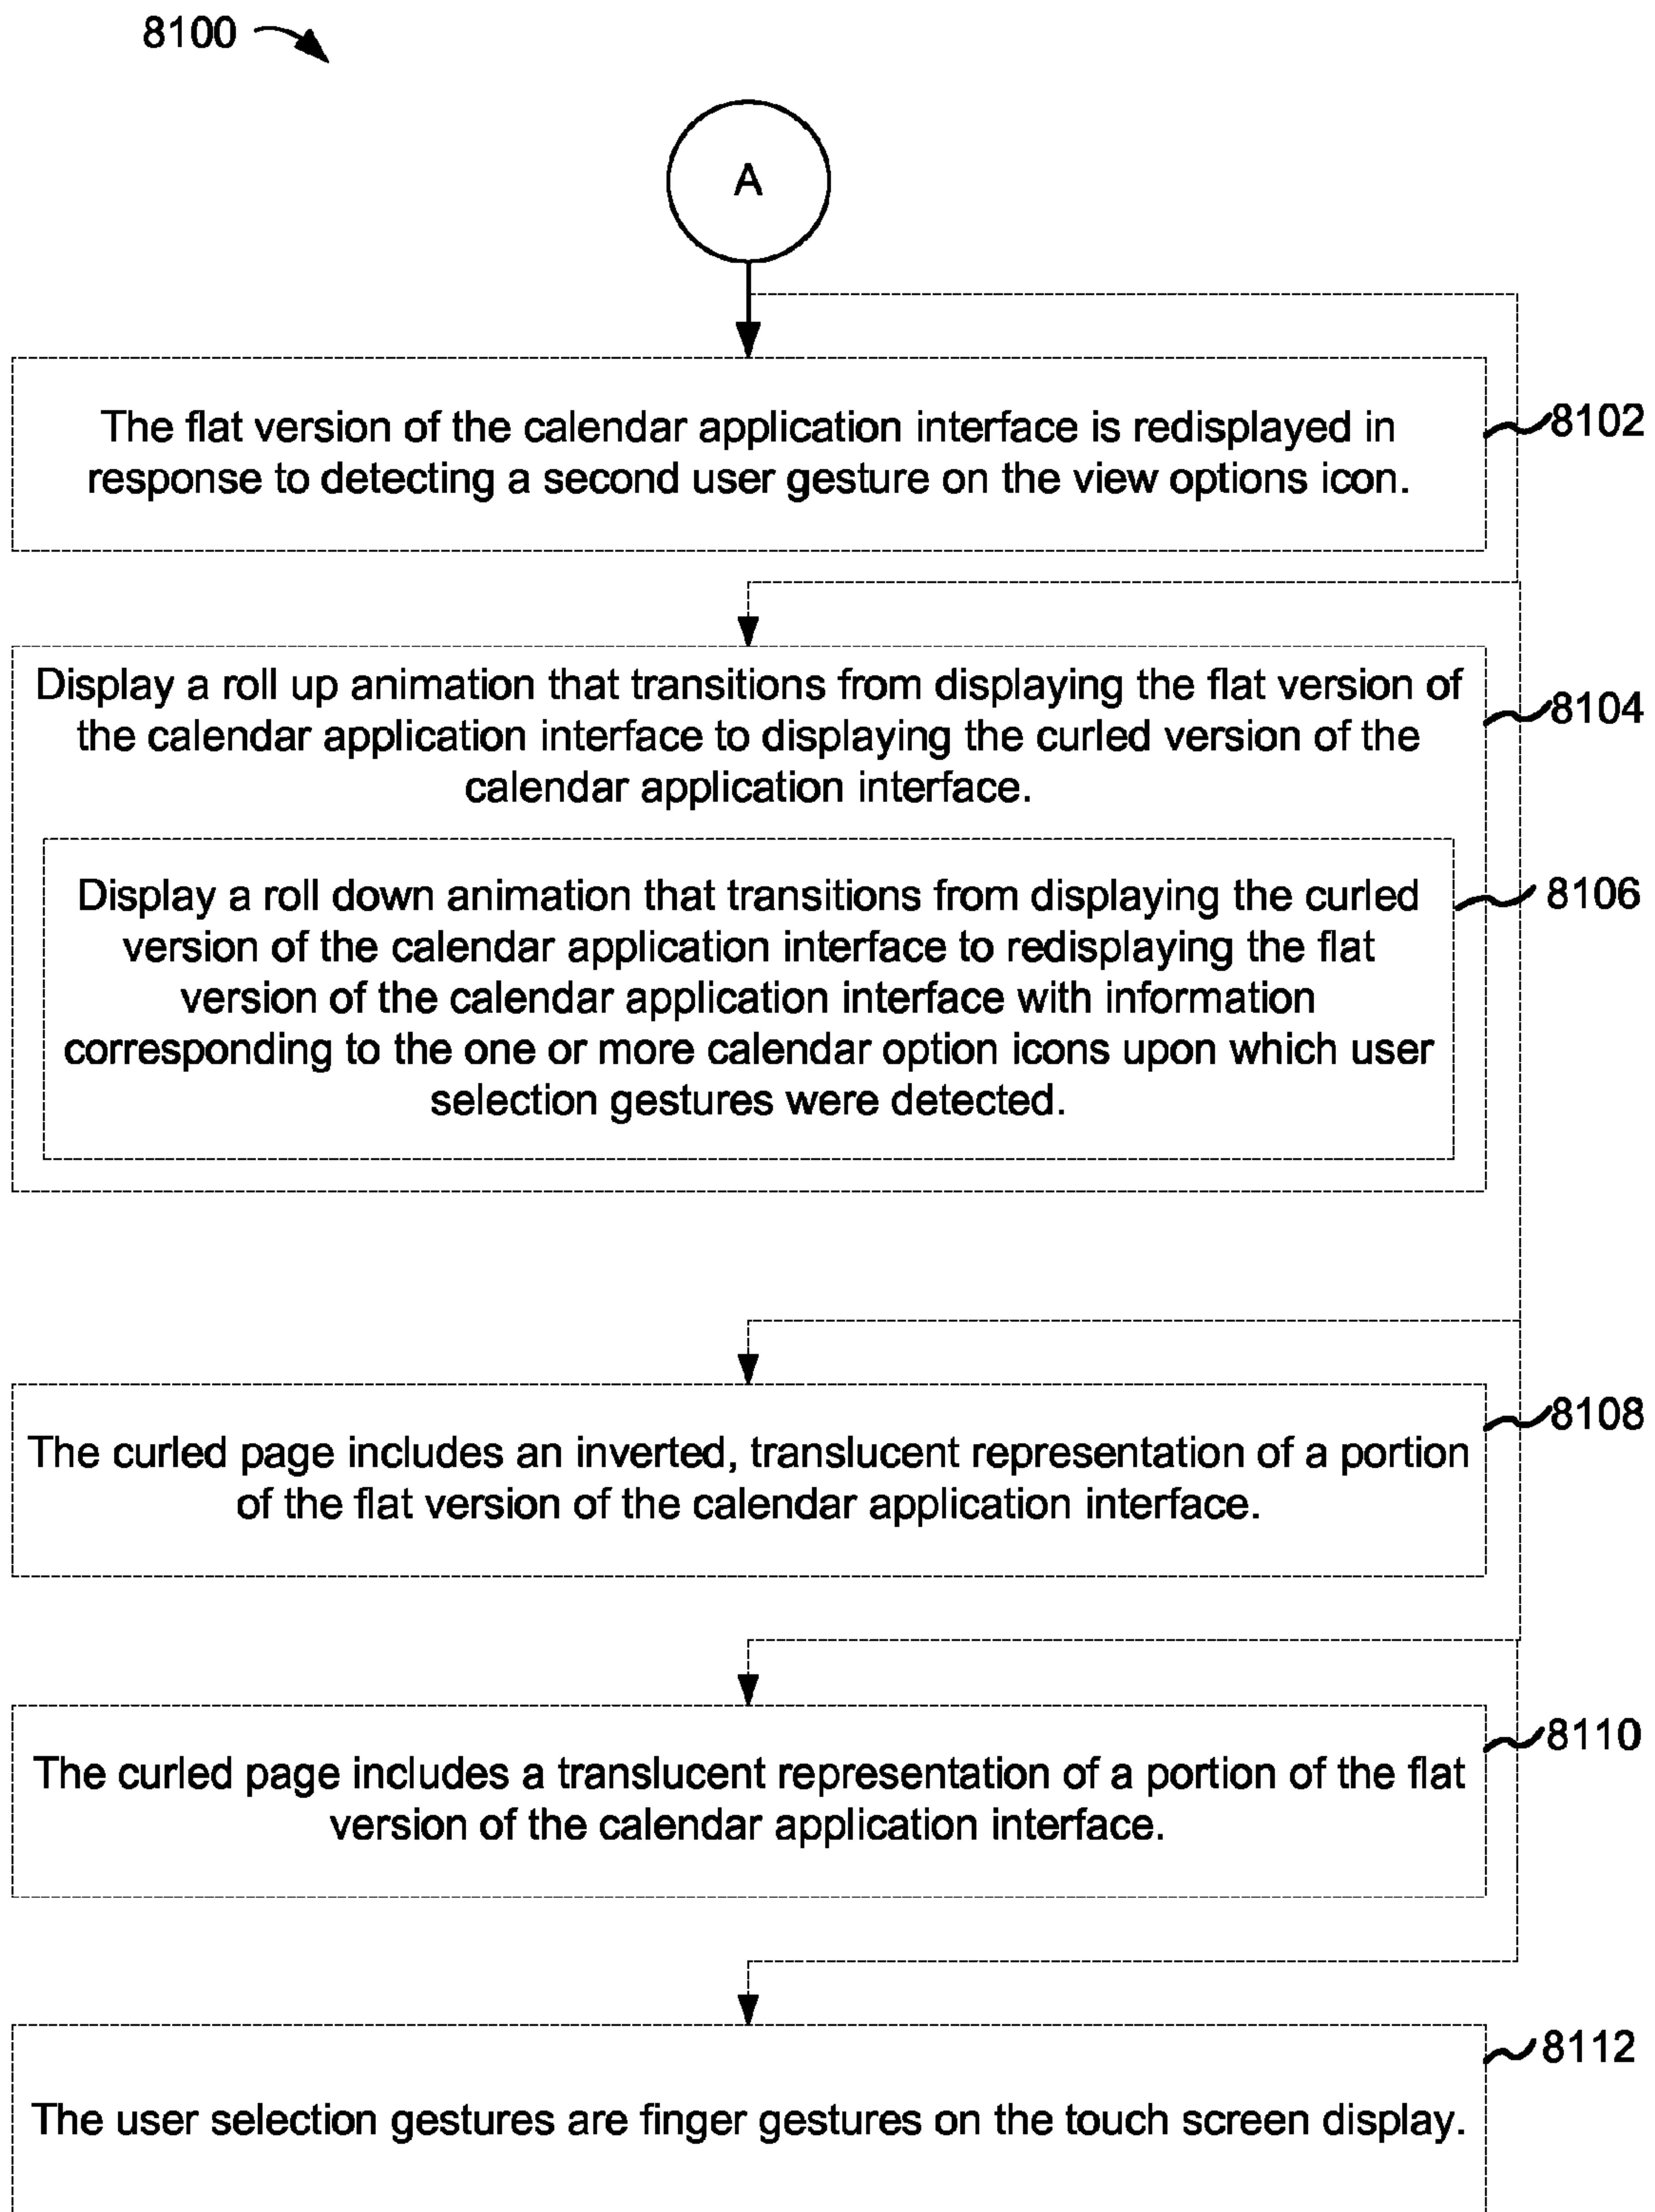 8100
A
The flat version of the calendar application interface is redisplayed in
response to detecting a second user gesture on the view options icon.
8102
Display a roll up animation that transitions from displaying the flat version of
the calendar application interface to displaying the curled version of the
calendar application interface.
8104
Display a roll down animation that transitions from displaying the curled
version of the calendar application interface to redisplaying the flat
version of the calendar application interface with information
corresponding to the one or more calendar option icons upon which user
selection gestures were detected.
8106
The curled page includes an inverted, translucent representation of a portion
of the flat version of the calendar application interface.
8108
The curled page includes a translucent representation of a portion of the flat
version of the calendar application interface.
8110
The user selection gestures are finger gestures on the touch screen display.
8112